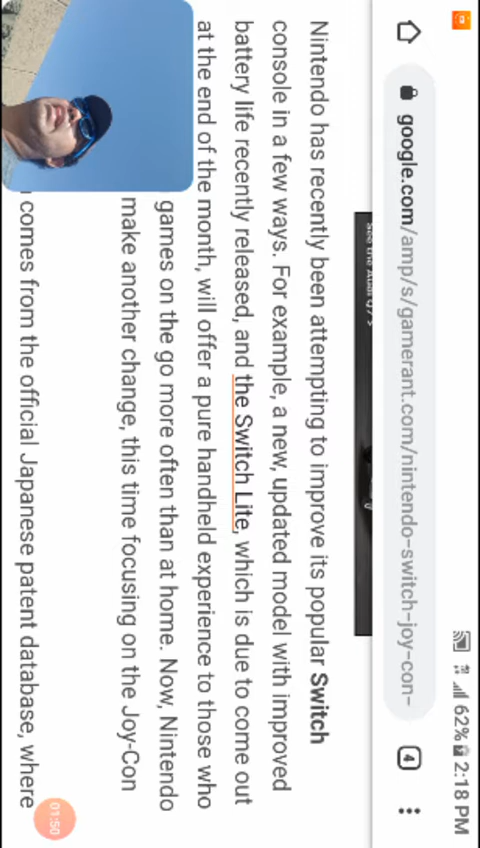 62% 2:18 PM
google.com/amp/s/gamerant.com/nintendo-switch-joy-con-
4
Nintendo has recently been attempting to improve its popular Switch
console in a few ways. For example, a new, updated model with improved
battery life recently released, and the Switch Lite, which is due to come out
at the end of the month, will offer a pure handheld experience to those who
games on the go more often than at home. Now, Nintendo
make another change, this time focusing on the Joy-Con
comes from the official Japanese patent database, where
01:50